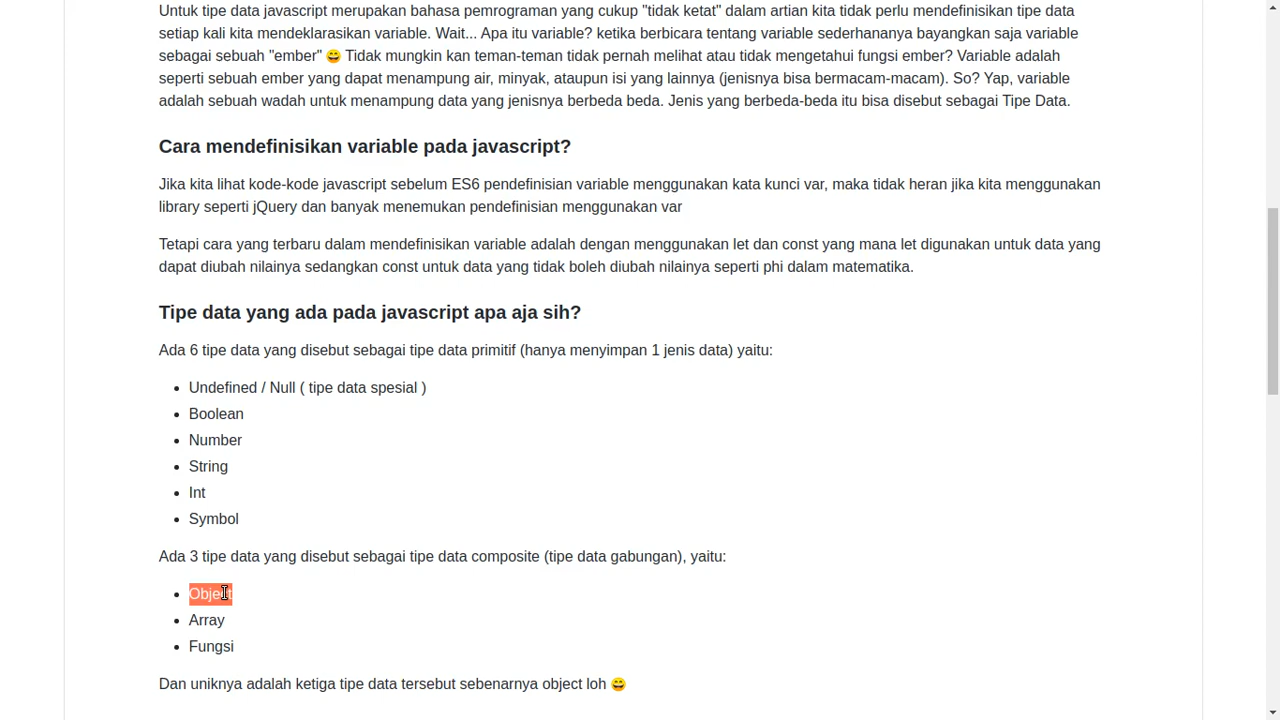 Untuk tipe data javascript merupakan bahasa pemrograman yang cukup "tidak ketat" dalam artian kita tidak perlu mendefinisikan tipe data
setiap kali kita mendeklarasikan variable. Wait... Apa itu variable? ketika berbicara tentang variable sederhananya bayangkan saja variable
sebagai sebuah "ember" 😄 Tidak mungkin kan teman-teman tidak pernah melihat atau tidak mengetahui fungsi ember? Variable adalah
seperti sebuah ember yang dapat menampung air, minyak, ataupun isi yang lainnya (jenisnya bisa bermacam-macam). So? Yap, variable
adalah sebuah wadah untuk menampung data yang jenisnya berbeda beda. Jenis yang berbeda-beda itu bisa disebut sebagai Tipe Data.
Cara mendefinisikan variable pada javascript?
Jika kita lihat kode-kode javascript sebelum ES6 pendefinisian variable menggunakan kata kunci var, maka tidak heran jika kita menggunakan
library seperti jQuery dan banyak menemukan pendefinisian menggunakan var
Tetapi cara yang terbaru dalam mendefinisikan variable adalah dengan menggunakan let dan const yang mana let digunakan untuk data yang
dapat diubah nilainya sedangkan const untuk data yang tidak boleh diubah nilainya seperti phi dalam matematika.
Tipe data yang ada pada javascript apa aja sih?
Ada 6 tipe data yang disebut sebagai tipe data primitif (hanya menyimpan 1 jenis data) yaitu:
• Undefined / Null ( tipe data spesial )
• Boolean
• Number
• String
• Int
• Symbol
Ada 3 tipe data yang disebut sebagai tipe data composite (tipe data gabungan), yaitu:
• Object
• Array
• Fungsi
Dan uniknya adalah ketiga tipe data tersebut sebenarnya object loh 😄